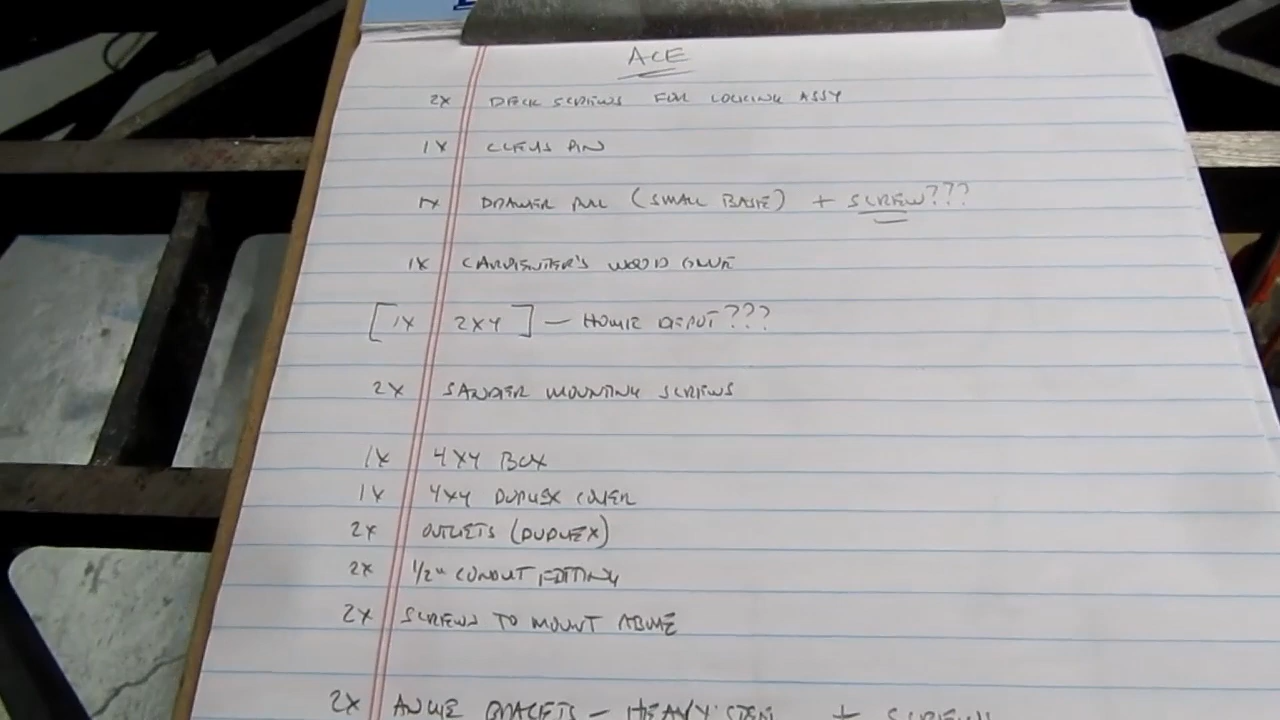 ACE
2X DECK SCREWS FOR LOCKING ASSY
1X CLEVIS PIN
1X DRAWER PULL (SMALL BASE) + SCREW???
1X CARPENTER'S WOOD GLUE
[1X 2X4] — HOME DEPOT???
2X SANDER MOUNTING SCREWS
1X 4X4 BOX
1X 4X4 DUPLEX COVER
2X OUTLETS (DUPLEX)
2X 1/2" CONDUIT FITTING
2X SCREWS TO MOUNT ABOVE
2X ANGLE BRACKETS — HEAVY STEEL + SCREWS